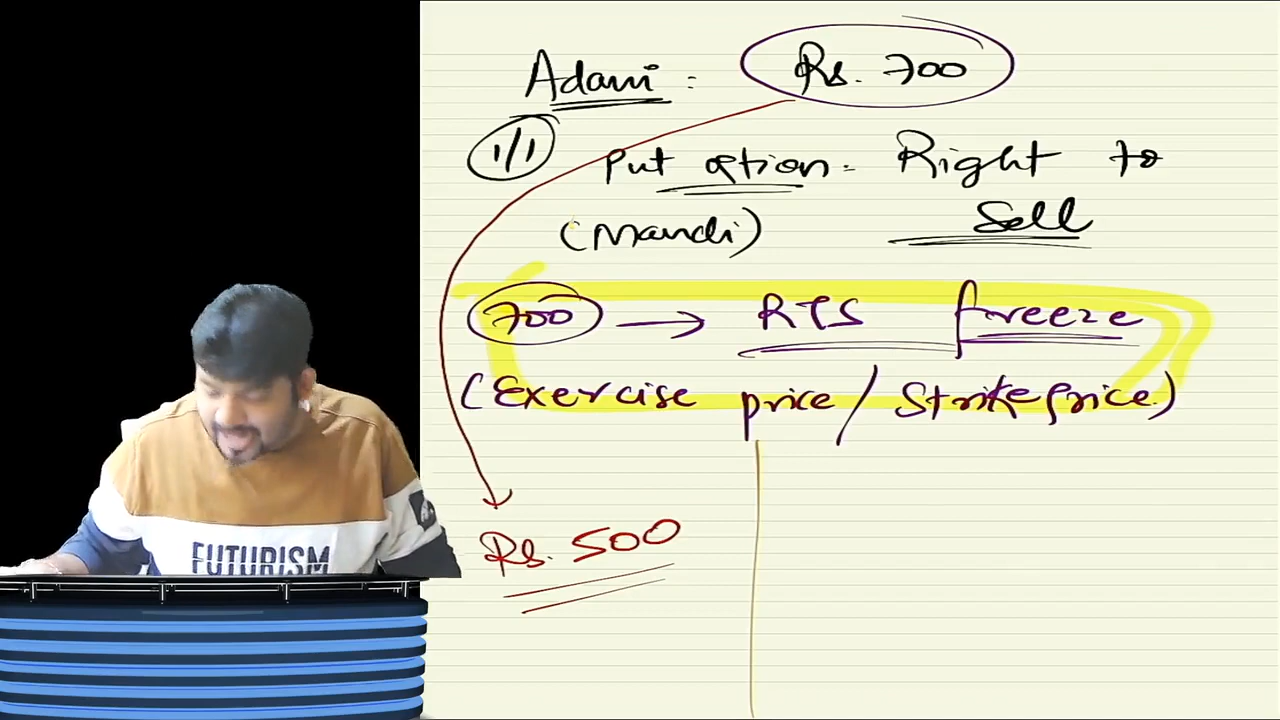 Adani : Rs. 700
1/1 Put option = Right to
(Mandi) Sell
700 → RTS freeze
(Exercise price / Strike price)
Rs. 500
FUTURISM